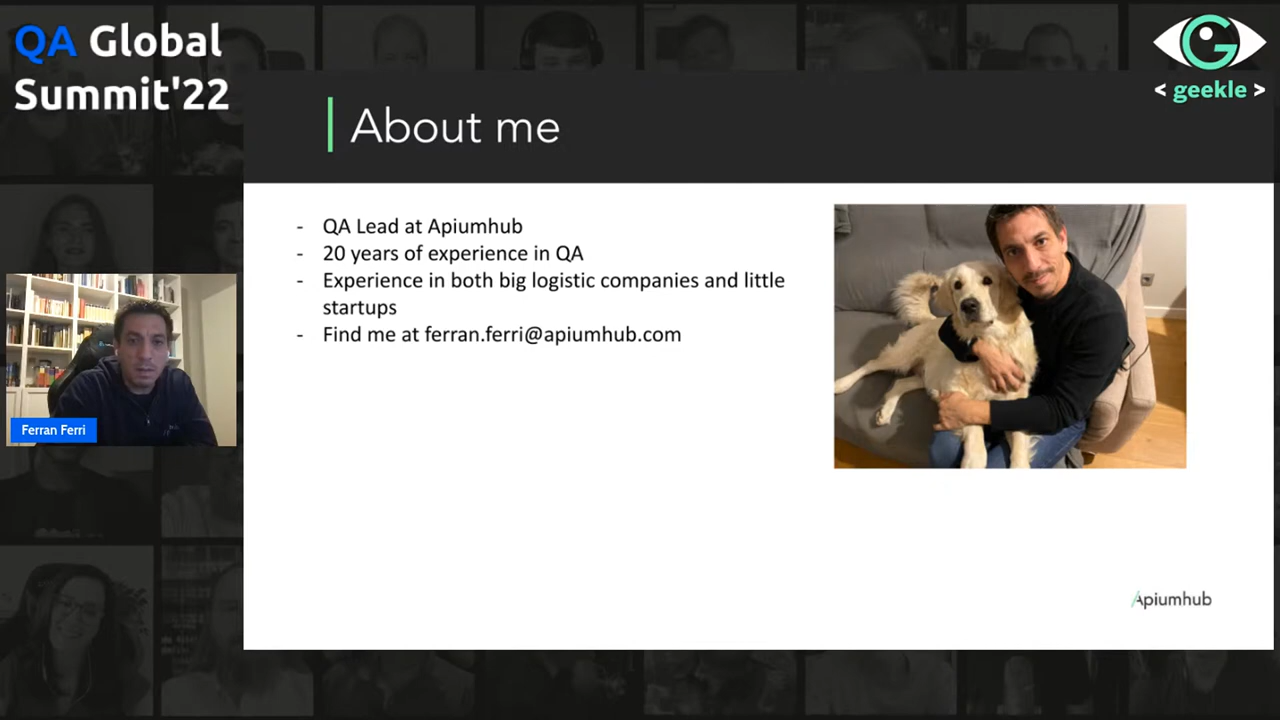 QA Global
Summit'22
< geekle >
About me
- QA Lead at Apiumhub
- 20 years of experience in QA
- Experience in both big logistic companies and little
startups
- Find me at ferran.ferri@apiumhub.com
Ferran Ferri
Apiumhub